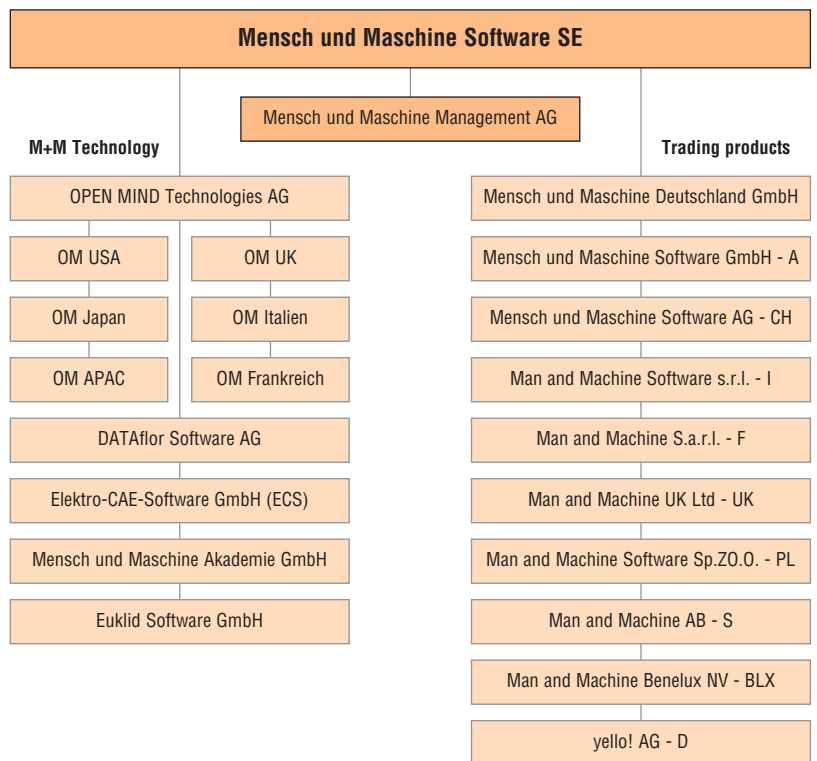 Mensch und Maschine Software SE
Mensch und Maschine Management AG
M+M Technology
OPEN MIND Technologies AG
OM USA
OM UK
OM Japan
OM Italien
OM APAC
OM Frankreich
DATAflor Software AG
Elektro-CAE-Software GmbH (ECS)
Mensch und Maschine Akademie GmbH
Euklid Software GmbH
Trading products
Mensch und Maschine Deutschland GmbH
Mensch und Maschine Software GmbH - A
Mensch und Maschine Software AG - CH
Man and Machine Software s.r.l. - I
Man and Machine S.a.r.l. - F
Man and Machine UK Ltd - UK
Man and Machine Software Sp.ZO.O. - PL
Man and Machine AB - S
Man and Machine Benelux NV - BLX
yello! AG - D